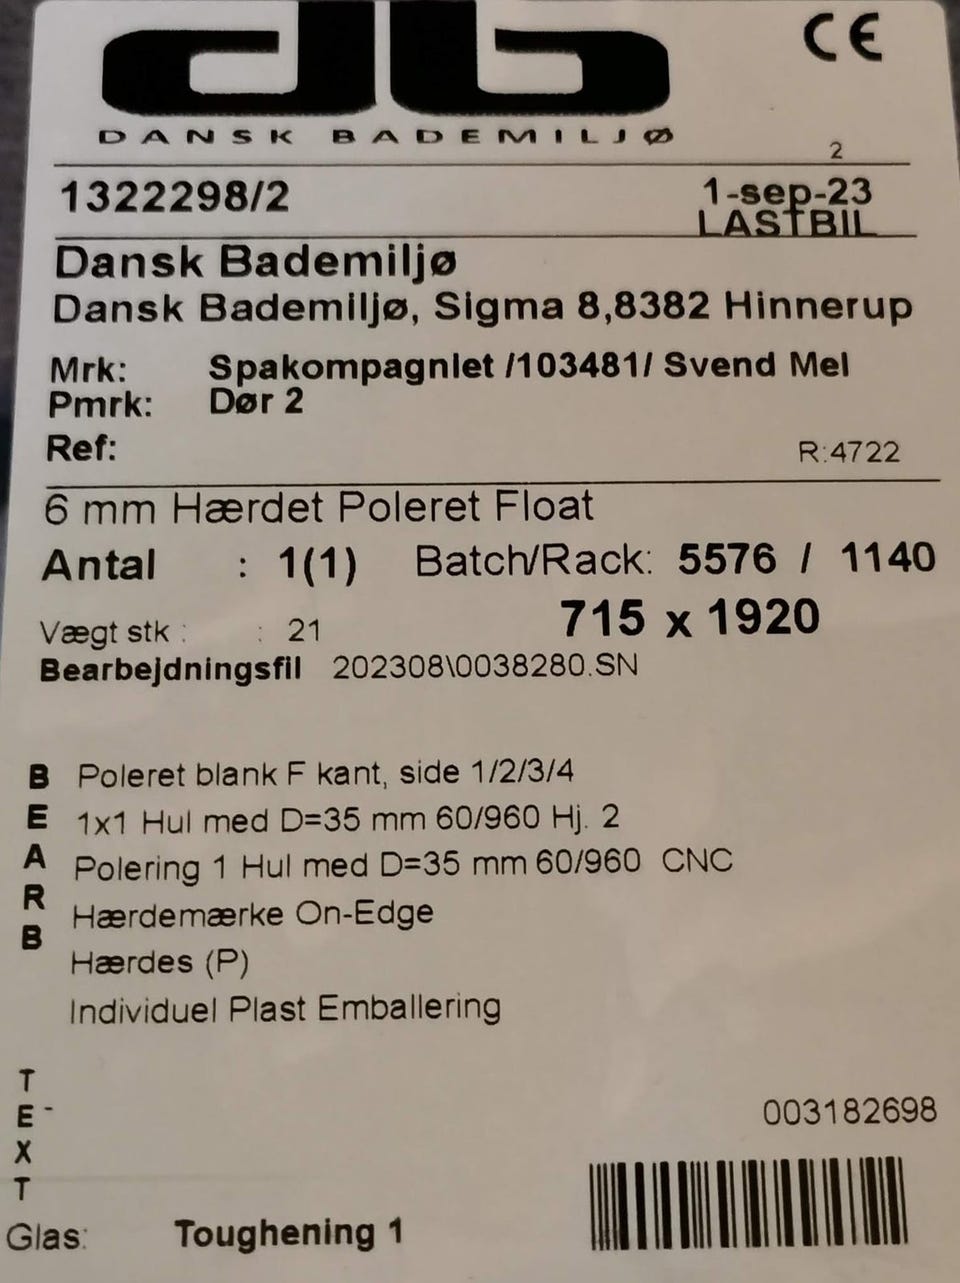 db
CE
DANSK BADEMILJØ
2
1322298/2 1-sep-23
LASTBIL
Dansk Bademiljø
Dansk Bademiljø, Sigma 8,8382 Hinnerup
Mrk: Spakompagnlet /103481/ Svend Mel
Pmrk: Dør 2
Ref: R:4722
6 mm Hærdet Poleret Float
Antal : 1(1) Batch/Rack: 5576 / 1140
715 x 1920
Vægt stk : : 21
Bearbejdningsfil 202308\0038280.SN
BEARB
Poleret blank F kant, side 1/2/3/4
1x1 Hul med D=35 mm 60/960 Hj. 2
Polering 1 Hul med D=35 mm 60/960 CNC
Hærdemærke On-Edge
Hærdes (P)
Individuel Plast Emballering
TEXT
-
003182698
Glas: Toughening 1